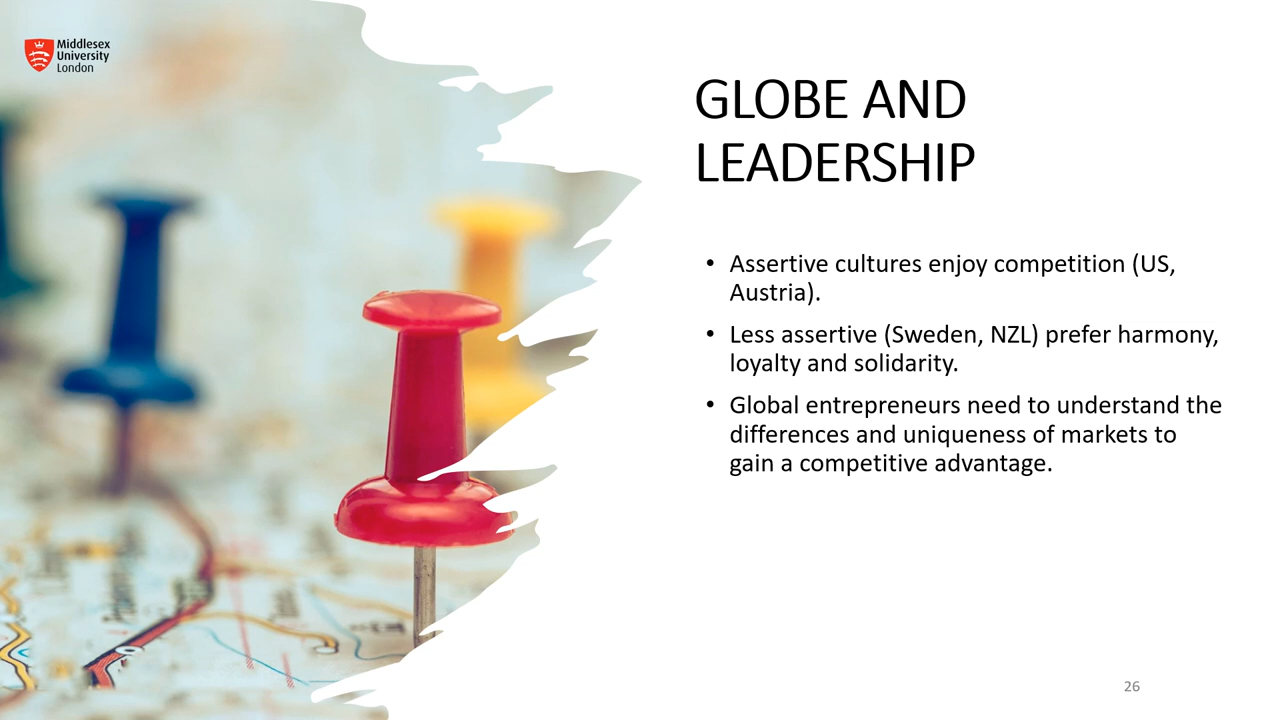 Middlesex
University
London
GLOBE AND
LEADERSHIP
• Assertive cultures enjoy competition (US,
Austria).
• Less assertive (Sweden, NZL) prefer harmony,
loyalty and solidarity.
• Global entrepreneurs need to understand the
differences and uniqueness of markets to
gain a competitive advantage.
26